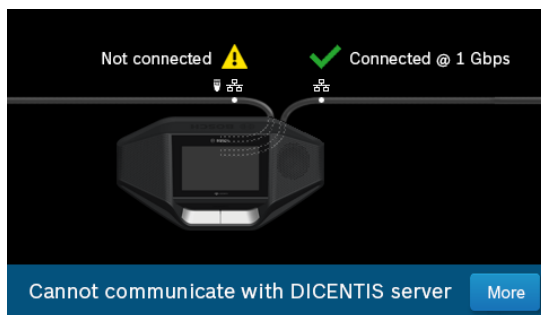 Not connected
Connected @ 1 Gbps
Cannot communicate with DICENTIS server
More